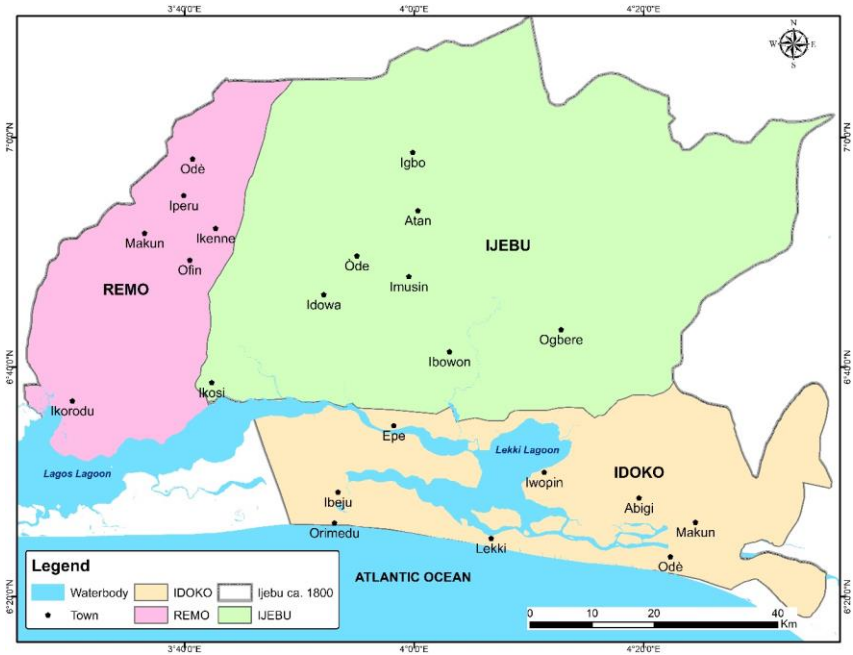 3°40'0"E
4°0'0"E
4°20'0"E
N
W
E
S
7°0'0"N
7°0'0"N
Odè
Igbo
Iperu
Atan
Ikenne
Makun
IJEBU
Òde
Ofin
Imusin
REMO
Idowa
Ogbere
Ibowon
6°40'0"N
6°40'0"N
Ikosi
Ikorodu
Epe
Lekki Lagoon
Lagos Lagoon
Iwopin
IDOKO
Ibeju
Abigi
Orimedu
Makun
Lekki
Odè
Legend
Waterbody
IDOKO
Ijebu ca. 1800
Town
REMO
IJEBU
ATLANTIC OCEAN
6°20'0"N
6°20'0"N
0 10 20 40
Km
3°40'0"E
4°0'0"E
4°20'0"E